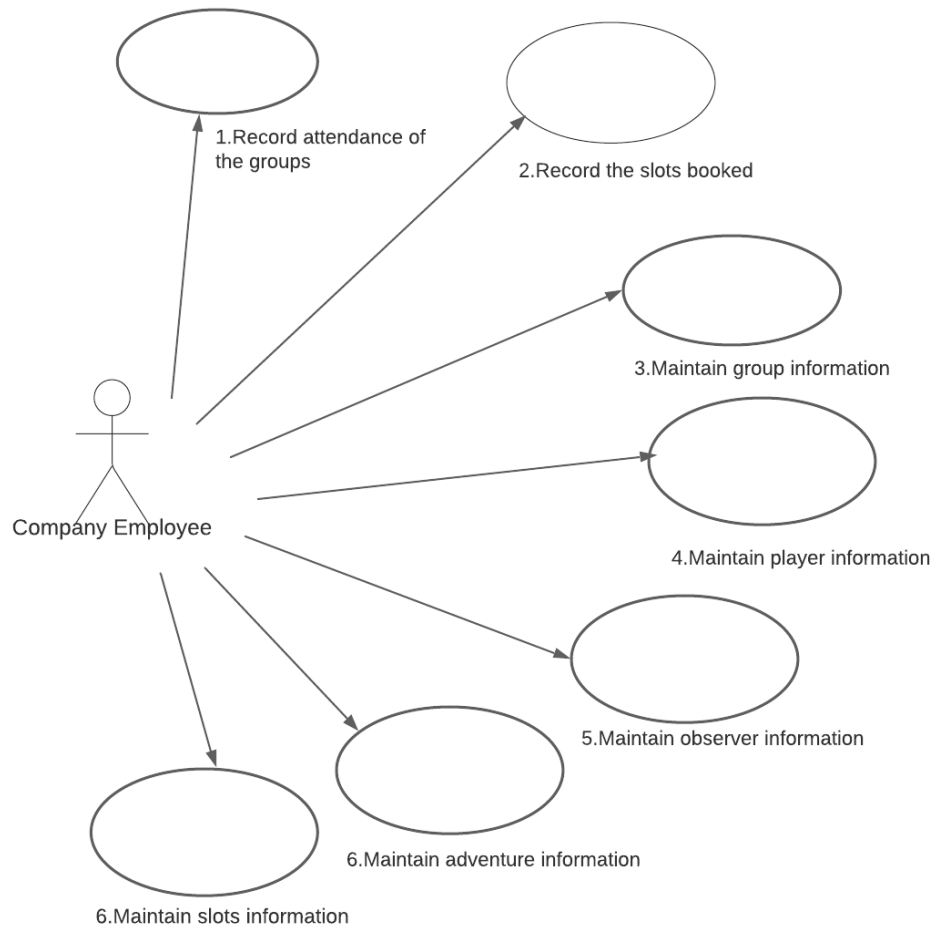 1.Record attendance of
the groups
2.Record the slots booked
3.Maintain group information
Company Employee
4.Maintain player information
5.Maintain observer information
6.Maintain adventure information
6.Maintain slots information